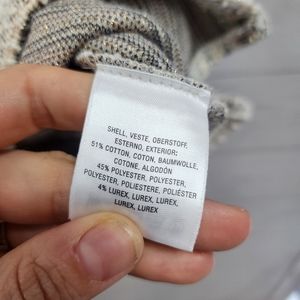 SHELL, VESTE, OBERSTOFF,
ESTERNO, EXTERIOR:
51% COTTON, COTON, BAUMWOLLE,
COTONE, ALGODÓN
45% POLYESTER, POLYESTER,
POLYESTER, POLIESTERE, POLIÉSTER
4% LUREX, LUREX, LUREX,
LUREX, LUREX